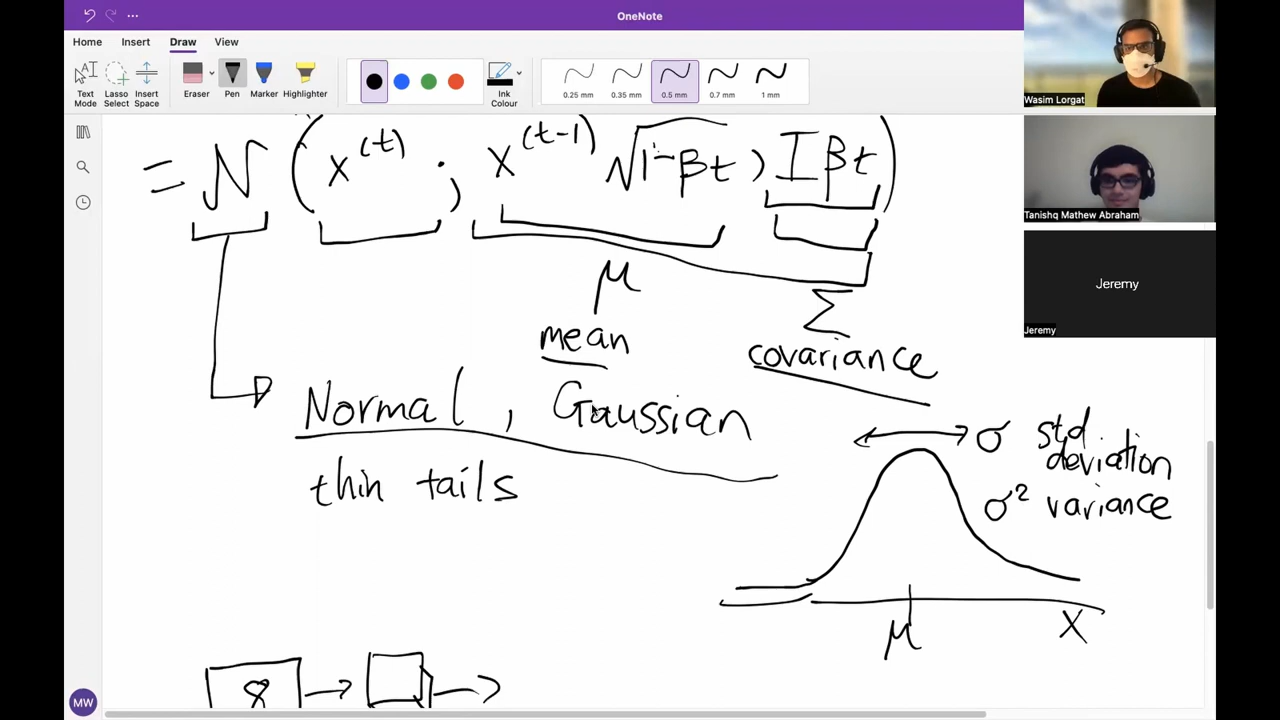 OneNote
Home Insert Draw View
Text Mode
Lasso Select
Insert Space
Eraser
Pen
Marker
Highlighter
Ink Colour
0.25 mm 0.35 mm 0.5 mm 0.7 mm 1 mm
Wasim Lorgat
Tanishq Mathew Abraham
Jeremy
Jeremy
= N (x^(t) ; x^(t-1) √1-βt , I βt)
μ
Σ
mean
covariance
Normal, Gaussian
thin tails
σ std deviation
σ² variance
μ
x
8
MW